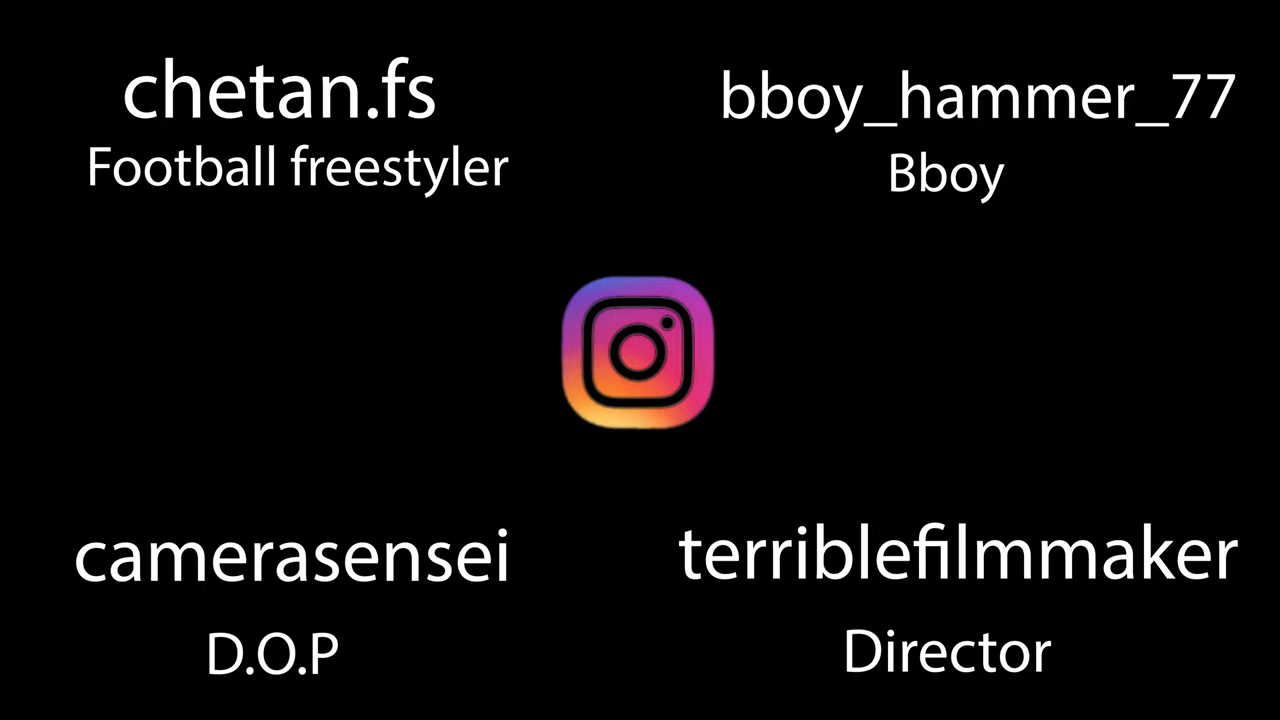 chetan.fs
Football freestyler
bboy_hammer_77
Bboy
camerasensei
D.O.P
terriblefilmmaker
Director